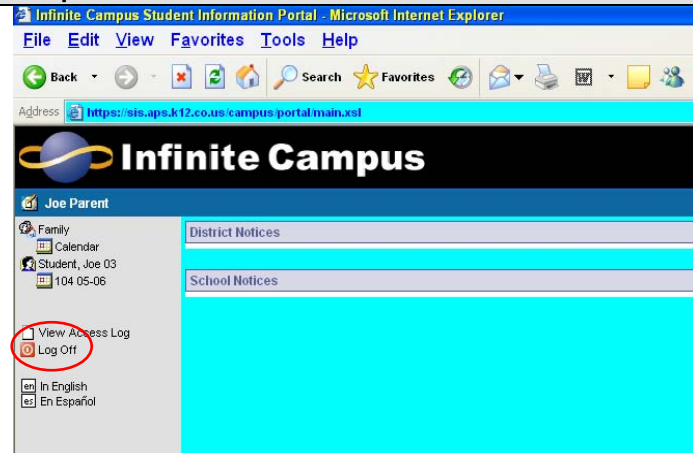 Infinite Campus Student Information Portal - Microsoft Internet Explorer
File Edit View Favorites Tools Help
Back Search Favorites
Address https://sis.aps.k12.co.us/campus/portal/main.xsl
Infinite Campus
Joe Parent
Family
Calendar
Student, Joe 03
104 05-06
View Access Log
Log Off
en In English
es En Español
District Notices
School Notices